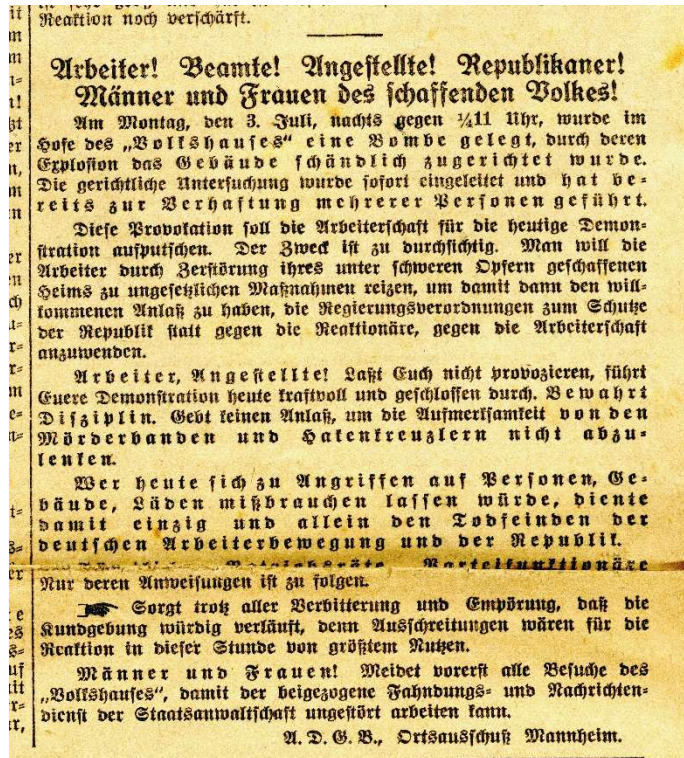 Reaktion noch verschärft.
Arbeiter! Beamte! Angestellte! Republikaner!
Männer und Frauen des schaffenden Volkes!
Am Montag, den 3. Juli, nachts gegen ¼11 Uhr, wurde im
Hofe des „Volkshauses“ eine Bombe gelegt, durch deren
Explosion das Gebäude schändlich zugerichtet wurde.
Die gerichtliche Untersuchung wurde sofort eingeleitet und hat be-
reits zur Verhaftung mehrerer Personen geführt.
Diese Provokation soll die Arbeiterschaft für die heutige Demon-
stration aufputschen. Der Zweck ist zu durchsichtig. Man will die
Arbeiter durch Zerstörung ihres unter schweren Opfern geschaffenen
Heims zu ungesetzlichen Maßnahmen reizen, um damit dann den will-
kommenen Anlaß zu haben, die Regierungsverordnungen zum Schutze
der Republik statt gegen die Reaktionäre, gegen die Arbeiterschaft
anzuwenden.
Arbeiter, Angestellte! Laßt Euch nicht provozieren, führt
Euere Demonstration heute kraftvoll und geschlossen durch. Bewahrt
Disziplin. Gebt keinen Anlaß, um die Aufmerksamkeit von den
Mörderbanden und Hakenkreuzlern nicht abzu-
lenken.
Wer heute sich zu Angriffen auf Personen, Ge-
bäude, Läden mißbrauchen lassen würde, diente
damit einzig und allein den Todfeinden der
deutschen Arbeiterbewegung und der Republik.
Betriebsräte, Parteifunktionäre
Nur deren Anweisungen ist zu folgen.
Sorgt trotz aller Verbitterung und Empörung, daß die
Kundgebung würdig verläuft, denn Ausschreitungen wären für die
Reaktion in dieser Stunde von größtem Nutzen.
Männer und Frauen! Meidet vorerst alle Besuche des
„Volkshauses“, damit der beigezogene Fahndungs- und Nachrichten-
dienst der Staatsanwaltschaft ungestört arbeiten kann.
A. D. G. B., Ortsausschuß Mannheim.